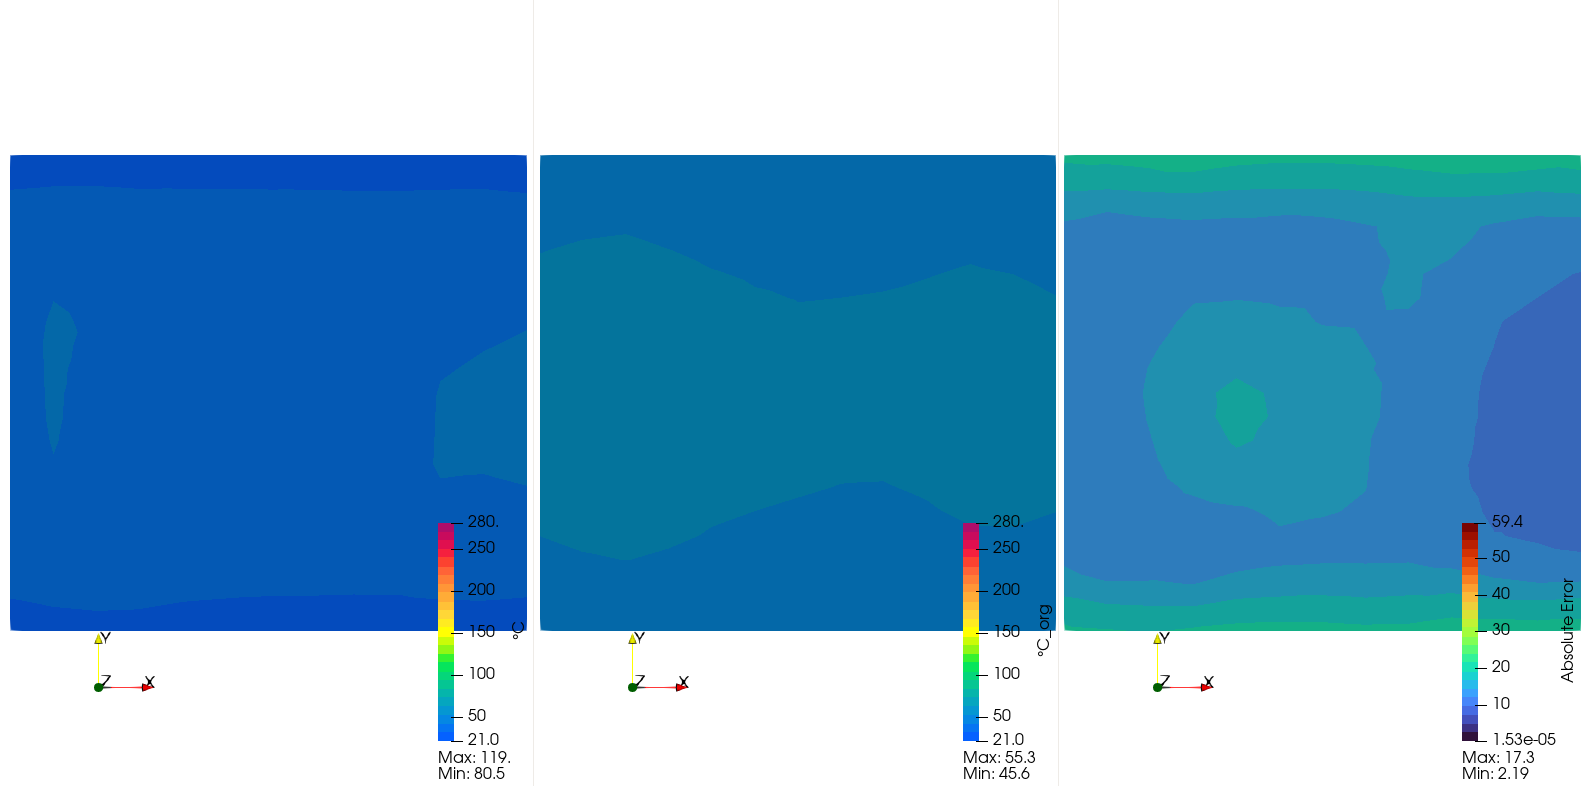 280.
250
200
150
100
50
21.0
°C
Max: 119.
Min: 80.5
Y
Z
X
280.
250
200
150
100
50
21.0
°C_org
Max: 55.3
Min: 45.6
Y
Z
X
59.4
50
40
30
20
10
1.53e-05
Absolute Error
Max: 17.3
Min: 2.19
Y
Z
X